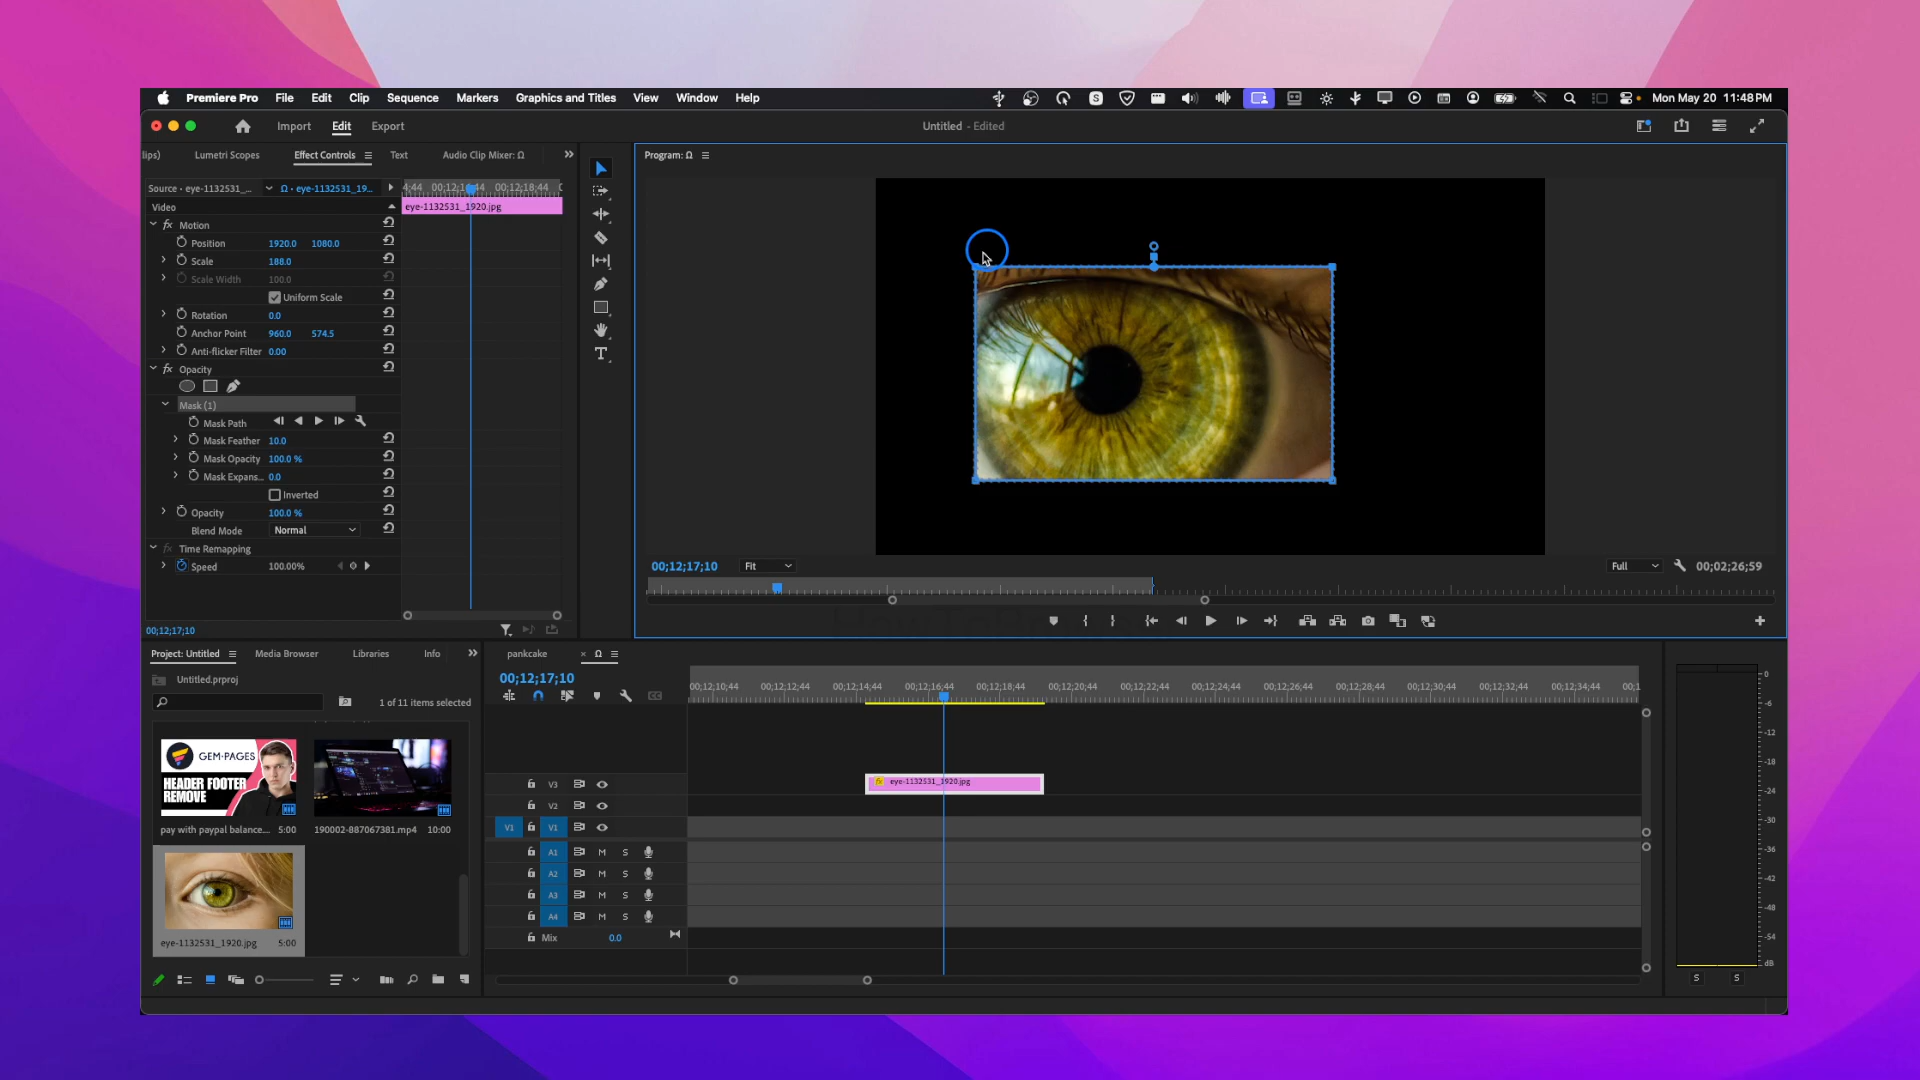 Premiere Pro File Edit Clip Sequence Markers Graphics and Titles View Window Help
S
Mon May 20 11:48 PM
Import Edit Export
Untitled - Edited
lips) Lumetri Scopes Effect Controls Text Audio Clip Mixer: Ω
Program: Ω
Source • eye-1132531_... Ω • eye-1132531_19...
4;44 00;12;16;44 00;12;18;44
Video
eye-1132531_1920.jpg
fx Motion
Position 1920.0 1080.0
Scale 188.0
Scale Width 100.0
Uniform Scale
Rotation 0.0
Anchor Point 960.0 574.5
Anti-flicker Filter 0.00
fx Opacity
Mask (1)
Mask Path
Mask Feather 10.0
Mask Opacity 100.0 %
Mask Expans... 0.0
Inverted
Opacity 100.0 %
Blend Mode Normal
fx Time Remapping
Speed 100.00%
00;12;17;10
T
00;12;17;10 Fit Full 00;02;26;59
Project: Untitled Media Browser Libraries Info
Untitled.prproj
1 of 11 items selected
GEM•PAGES
HEADER FOOTER
REMOVE
pay with paypal balance.... 5:00
190002-887067381.mp4 10:00
eye-1132531_1920.jpg 5:00
pankcake × Ω
00;12;17;10
00;12;10;44 00;12;12;44 00;12;14;44 00;12;16;44 00;12;18;44 00;12;20;44 00;12;22;44 00;12;24;44 00;12;26;44 00;12;28;44 00;12;30;44 00;12;32;44 00;12;34;44 00;1
V3
fx eye-1132531_1920.jpg
V2
V1 V1
A1 M S
A2 M S
A3 M S
A4 M S
Mix 0.0
0
-6
-12
-18
-24
-30
-36
-42
-48
-54
dB
S S